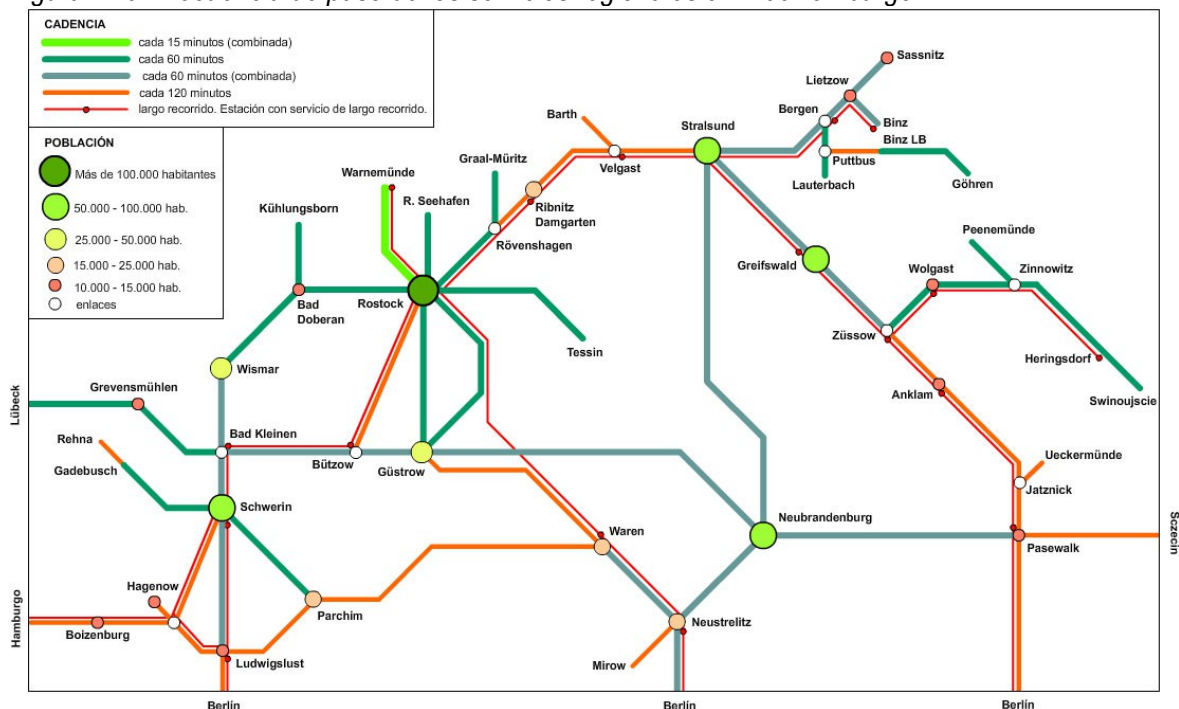 CADENCIA
cada 15 minutos (combinada)
cada 60 minutos
cada 60 minutos (combinada)
cada 120 minutos
largo recorrido. Estación con servicio de largo recorrido.
POBLACIÓN
Más de 100.000 habitantes
50.000 - 100.000 hab.
25.000 - 50.000 hab.
15.000 - 25.000 hab.
10.000 - 15.000 hab.
enlaces
Sassnitz
Lietzow
Bergen
Binz
Barth
Stralsund
Binz LB
Velgast
Puttbus
Graal-Müritz
Lauterbach
Göhren
Warnemünde
R. Seehafen
Ribnitz
Damgarten
Kühlungsborn
Rövenshagen
Peenemünde
Greifswald
Wolgast
Zinnowitz
Bad
Doberan
Rostock
Tessin
Züssow
Heringsdorf
Wismar
Grevensmühlen
Anklam
Swinoujscie
Lübeck
Rehna
Bad Kleinen
Gadebusch
Bützow
Güstrow
Ueckermünde
Jatznick
Schwerin
Neubrandenburg
Waren
Pasewalk
Sczecin
Hagenow
Parchim
Hamburgo
Boizenburg
Neustrelitz
Ludwigslust
Mirow
Berlín
Berlín
Berlín